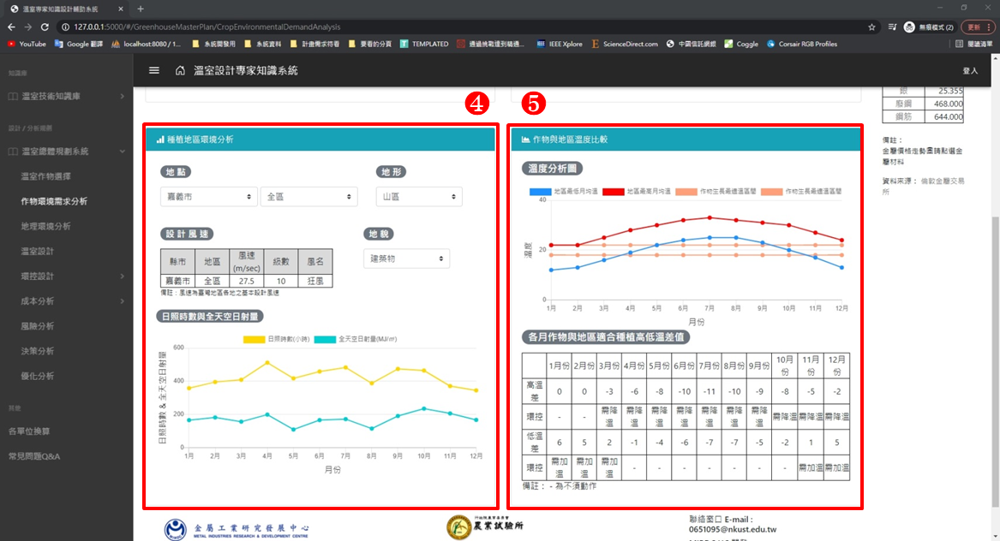 溫室專家知識設計輔助系統
127.0.0.1:5000/#/GreenhouseMasterPlan/CropEnvironmentalDemandAnalysis
無痕模式 (2)
更新
YouTube
Google 翻譯
localhost:8080 / 1...
系統開發用
系統資料
計畫需求待看
要看的分頁
TEMPLATED
通過挑戰達到精通...
IEEE Xplore
ScienceDirect.com
中國信託網銀
Coggle
Corsair RGB Profiles
閱讀清單
知識庫
溫室技術知識庫
設計 / 分析規劃
溫室總體規劃系統
溫室作物選擇
作物環境需求分析
地理環境分析
溫室設計
環控設計
成本分析
風險分析
決策分析
優化分析
其他
各單位換算
常見問題Q&A
溫室設計專家知識系統
登入
4
種植地區環境分析
地點
地形
嘉義市
全區
山區
設計風速
地貌
縣市 地區 風速(m/sec) 級數 風名
嘉義市 全區 27.5 10 狂風
建築物
備註：風速為臺灣地區各地之基本設計風速
日照時數與全天空日射量
日照時數(小時) 全天空日射量(MJ/㎡)
日照時數 & 全天空日射量
600
400
200
0
1月 2月 3月 4月 5月 6月 7月 8月 9月 10月 11月 12月
月份
5
作物與地區溫度比較
溫度分析圖
地區最低月均溫 地區最高月均溫 作物生長最適溫區間 作物生長最適溫區間
溫度
40
20
0
1月 2月 3月 4月 5月 6月 7月 8月 9月 10月 11月 12月
月份
各月作物與地區適合種植高低溫差值
1月份 2月份 3月份 4月份 5月份 6月份 7月份 8月份 9月份 10月份 11月份 12月份
高溫差 0 0 -3 -6 -8 -10 -11 -10 -9 -8 -5 -2
環控 - - 需降溫 需降溫 需降溫 需降溫 需降溫 需降溫 需降溫 需降溫 需降溫 需降溫
低溫差 6 5 2 -1 -4 -6 -7 -7 -5 -2 1 5
環控 需加溫 需加溫 需加溫 - - - - - - - 需加溫 需加溫
備註： - 為不須動作
銀 25.355
廢鋼 468.000
鋼筋 644.000
備註：
金屬價格走勢圖請點選金
屬材料
資料來源： 倫敦金屬交易
所
金屬工業研究發展中心
METAL INDUSTRIES RESEARCH & DEVELOPMENT CENTRE
行政院農業委員會
農業試驗所
聯絡窗口 E-mail :
0651095@nkust.edu.tw